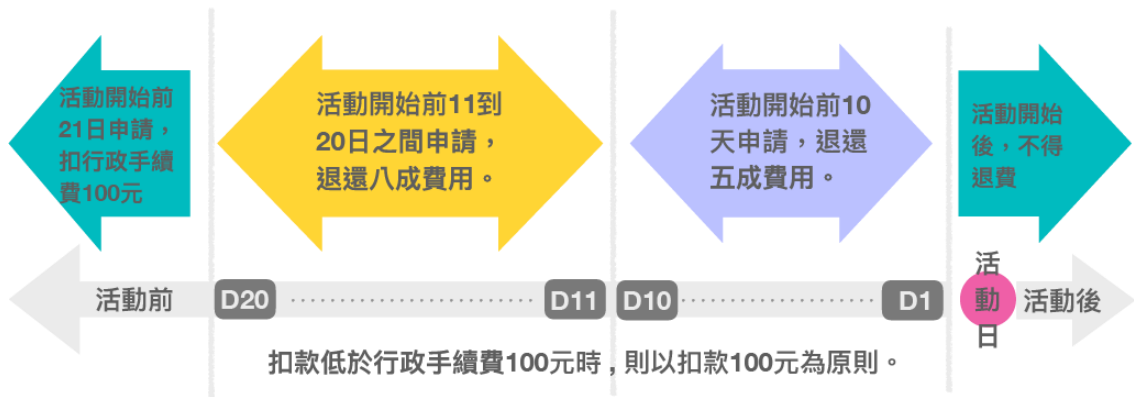 活動開始前
21日申請，
扣行政手續
費100元
活動開始前11到
20日之間申請，
退還八成費用。
活動開始前10
天申請，退還
五成費用。
活動開始
後，不得
退費
活動前
D20
D11
D10
D1
活
動
日
活動後
扣款低於行政手續費100元時 , 則以扣款100元為原則。